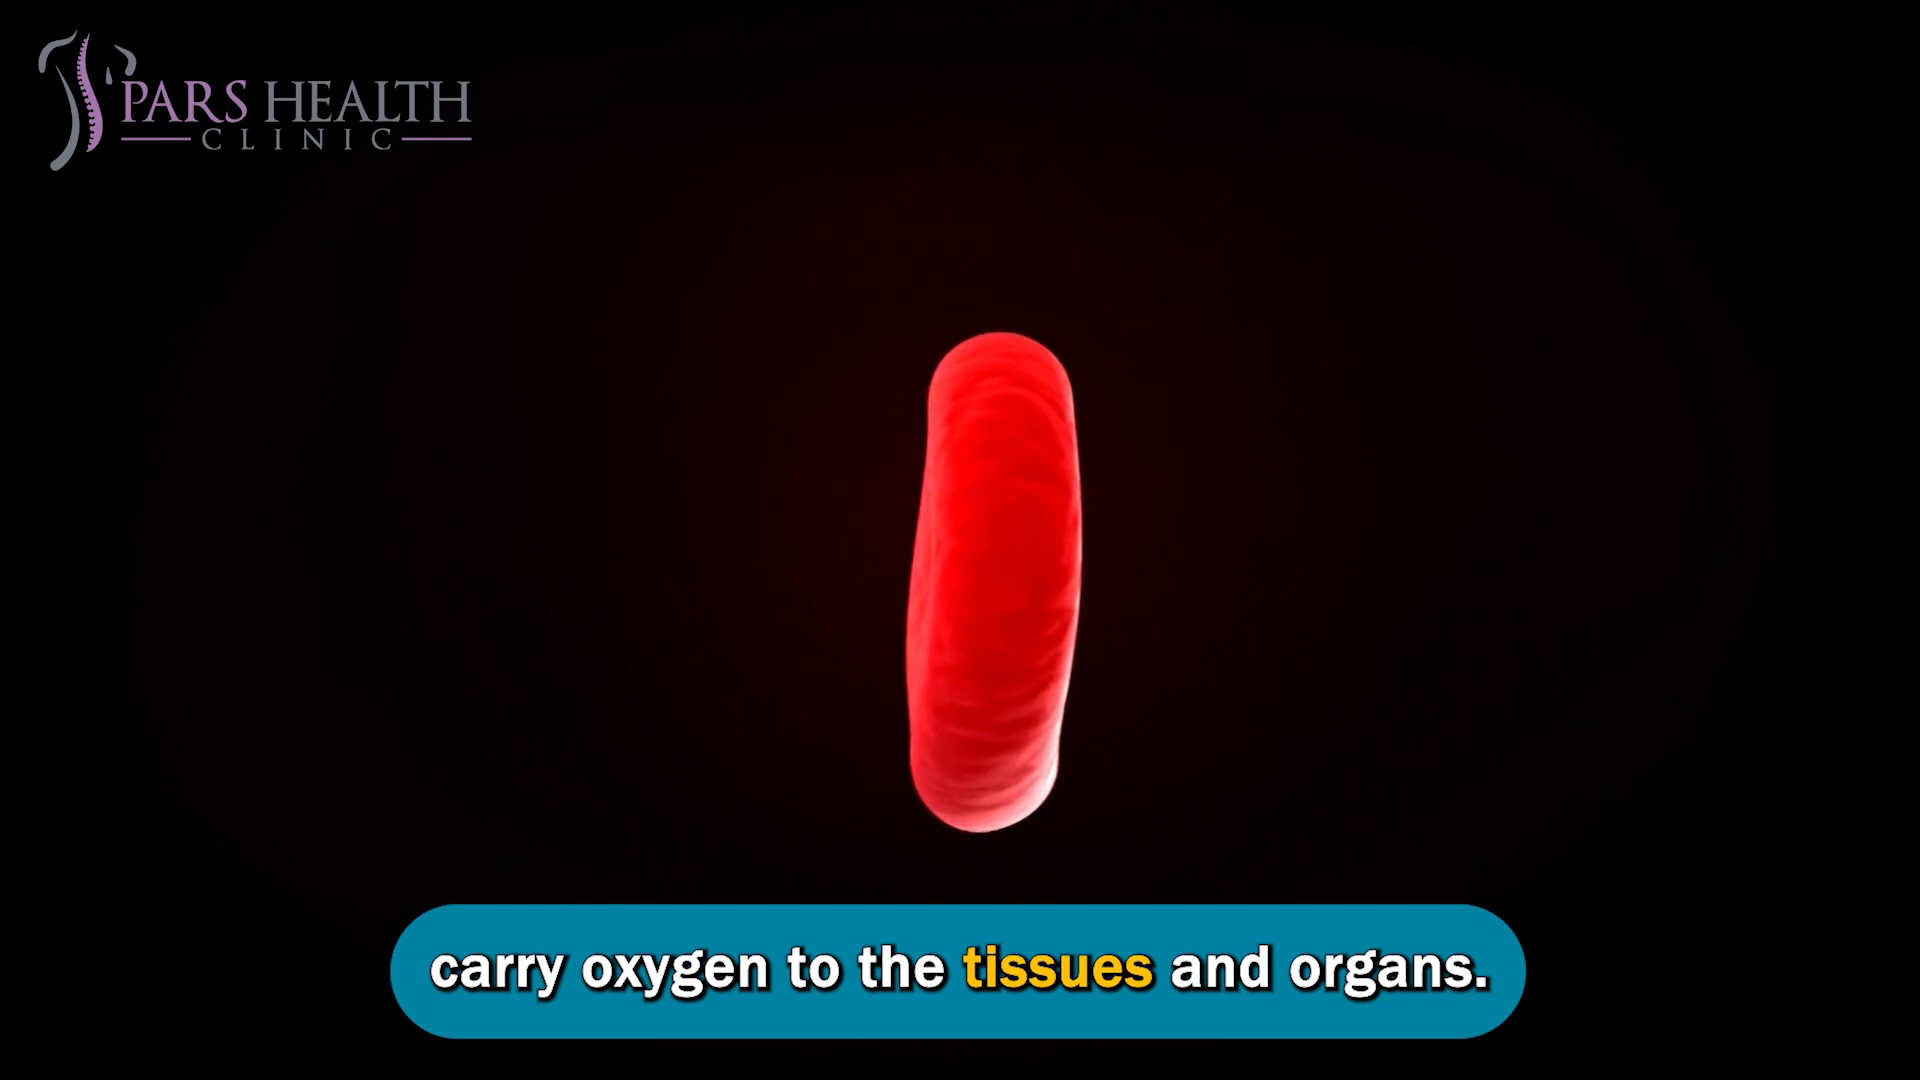 PARS HEALTH
CLINIC
carry oxygen to the tissues and organs.